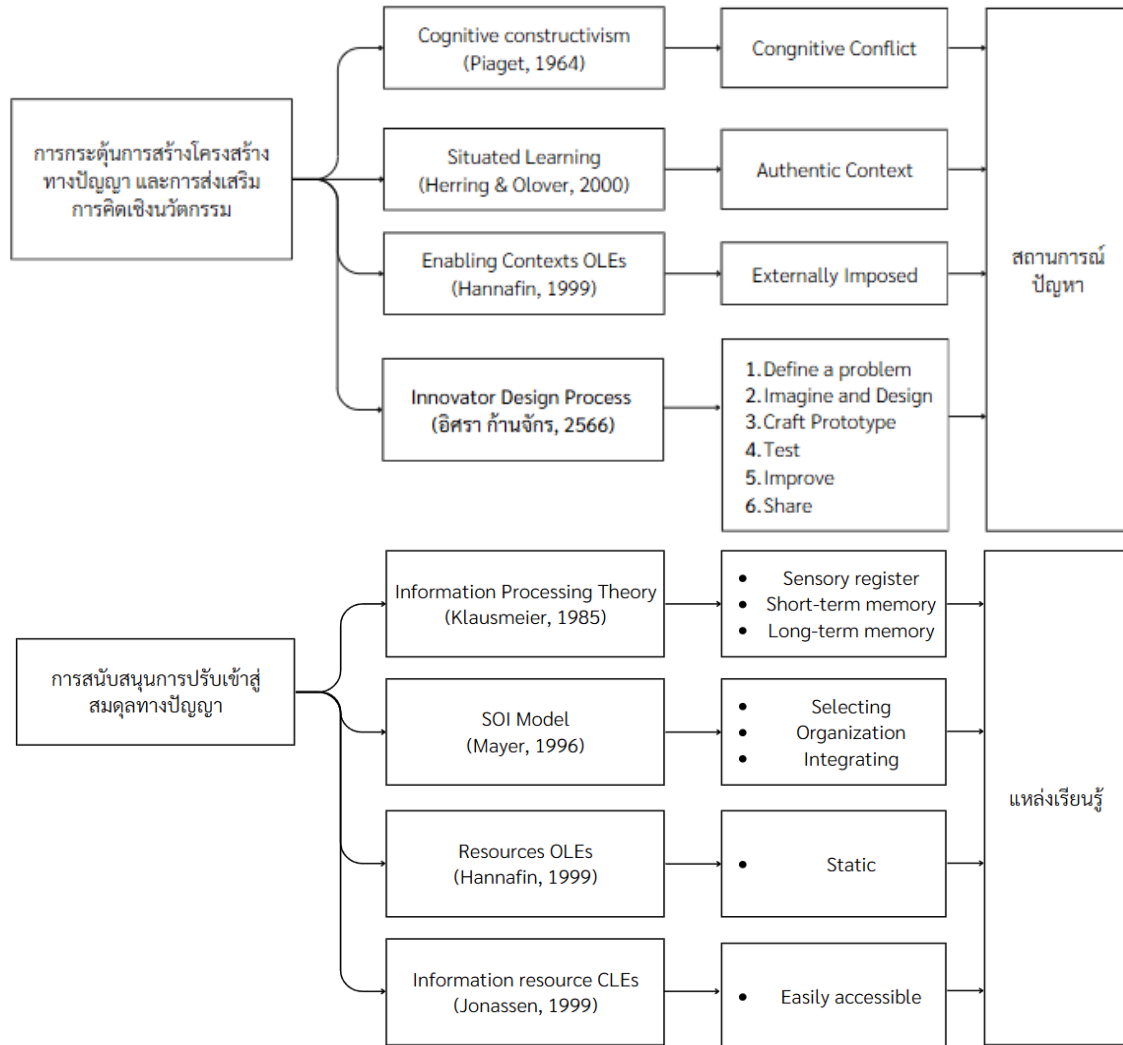 การกระตุ้นการสร้างโครงสร้าง
ทางปัญญา และการส่งเสริม
การคิดเชิงนวัตกรรม
Cognitive constructivism
(Piaget, 1964)
Congnitive Conflict
Situated Learning
(Herring & Olover, 2000)
Authentic Context
Enabling Contexts OLEs
(Hannafin, 1999)
Externally Imposed
Innovator Design Process
(อิศรา ก้านจักร, 2566)
1. Define a problem
2. Imagine and Design
3. Craft Prototype
4. Test
5. Improve
6. Share
สถานการณ์
ปัญหา
การสนับสนุนการปรับเข้าสู่
สมดุลทางปัญญา
Information Processing Theory
(Klausmeier, 1985)
• Sensory register
• Short-term memory
• Long-term memory
SOI Model
(Mayer, 1996)
• Selecting
• Organization
• Integrating
Resources OLEs
(Hannafin, 1999)
• Static
Information resource CLEs
(Jonassen, 1999)
• Easily accessible
แหล่งเรียนรู้